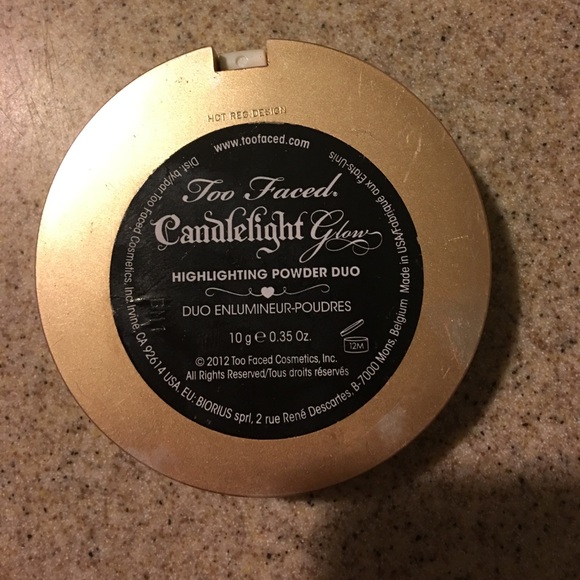 HCT REG DESIGN
www.toofaced.com
Too Faced.
Candlelight Glow
HIGHLIGHTING POWDER DUO
DUO ENLUMINEUR-POUDRES
10 g e 0.35 Oz.
12M
© 2012 Too Faced Cosmetics, Inc.
All Rights Reserved/Tous droits réservés
Dist. by/par Too Faced Cosmetics, Inc. Irvine, CA 92614 USA. EU: BIORIUS sprl, 2 rue René Descartes, B-7000 Mons, Belgium Made in USA/Fabriqué aux États-Unis